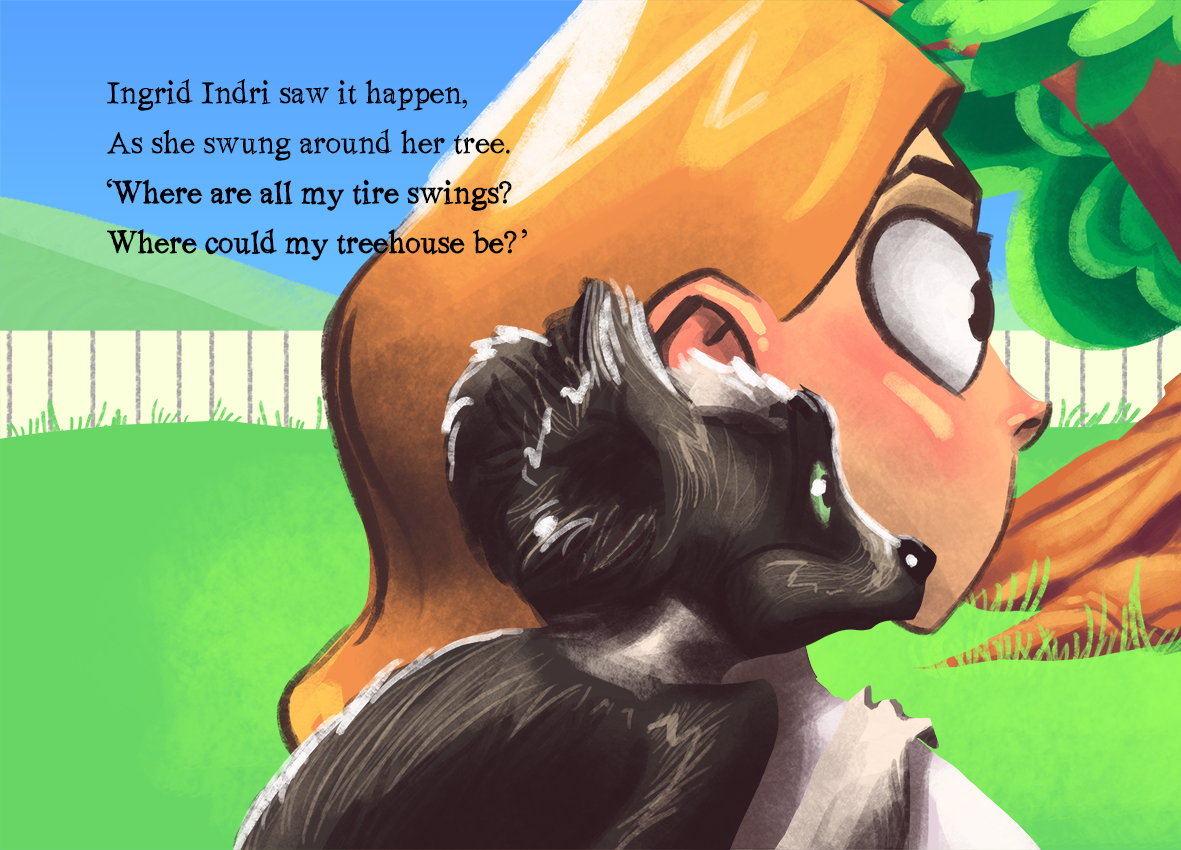 Ingrid Indri saw it happen,
As she swung around her tree.
‘Where are all my tire swings?
Where could my treehouse be?’